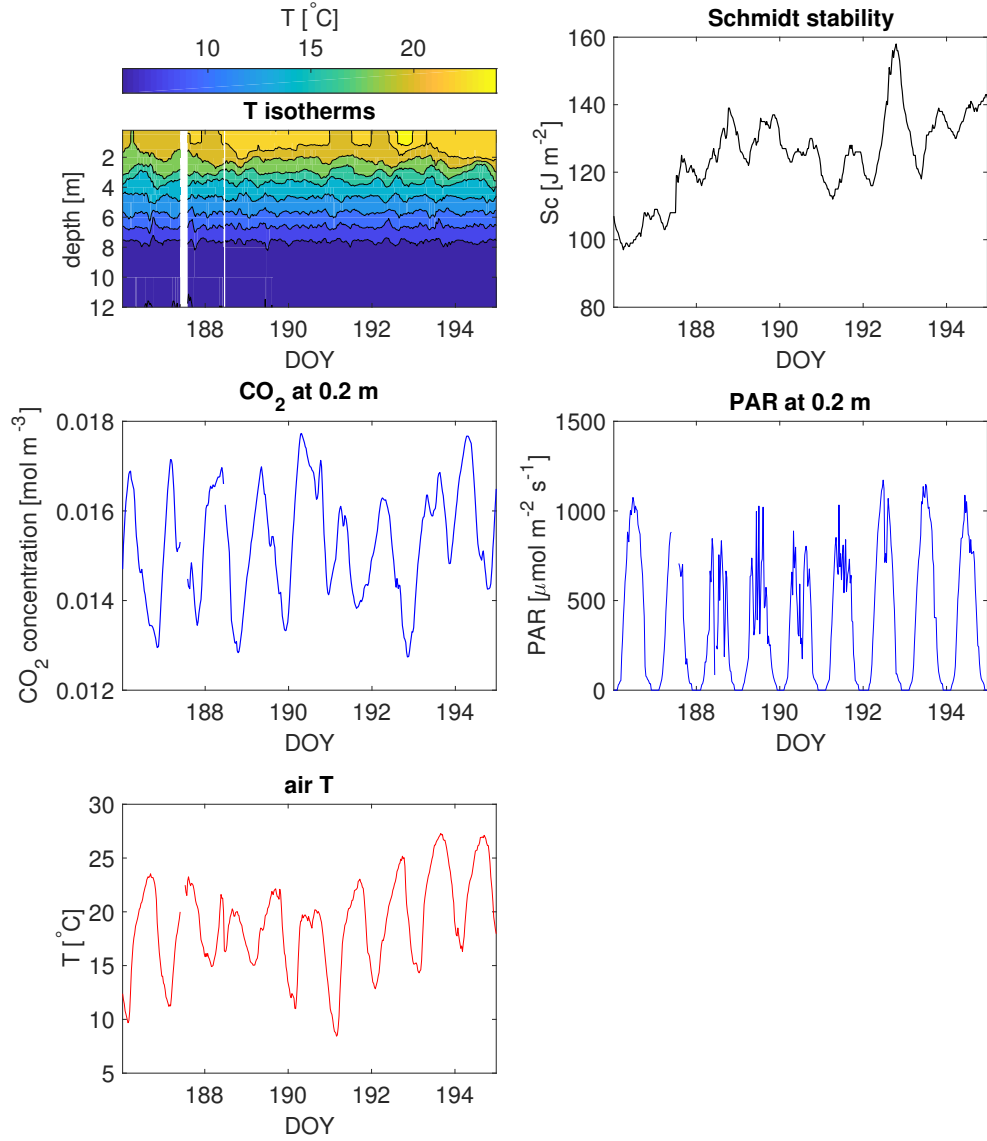 T [°C]
10 15 20
T isotherms
depth [m]
2
4
6
8
10
12
188 190 192 194
DOY
Schmidt stability
Sc [J m-2]
160
140
120
100
80
188 190 192 194
DOY
CO2 at 0.2 m
CO2 concentration [mol m-3]
0.018
0.016
0.014
0.012
188 190 192 194
DOY
PAR at 0.2 m
PAR [μmol m-2 s-1]
1500
1000
500
0
188 190 192 194
DOY
air T
T [°C]
30
25
20
15
10
5
188 190 192 194
DOY